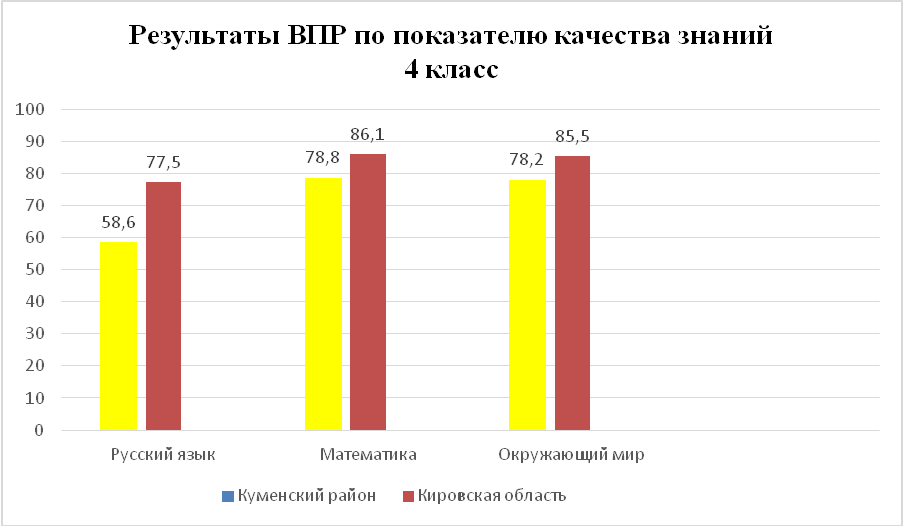 Результаты ВПР по показателю качества знаний
4 класс
100
90
80
70
60
50
40
30
20
10
0
58,6
77,5
78,8
86,1
78,2
85,5
Русский язык
Математика
Окружающий мир
Куменский район
Кировская область